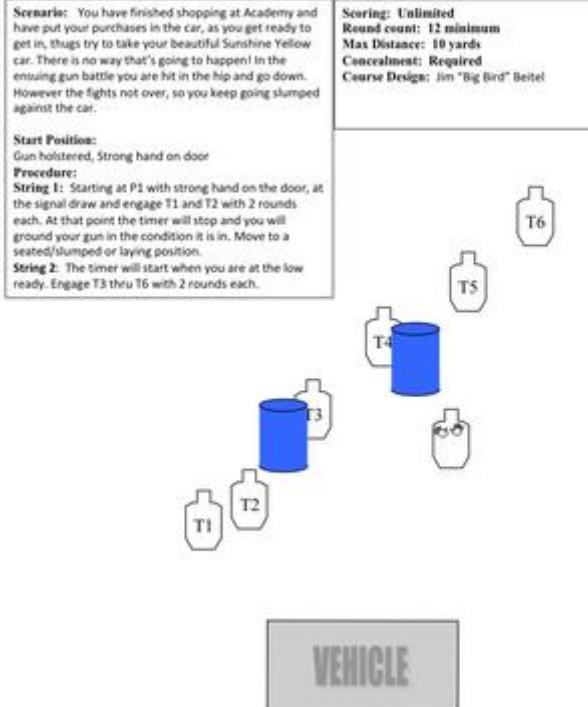 Scenario: You have finished shopping at Academy and
have put your purchases in the car, as you get ready to
get in, thugs try to take your beautiful Sunshine Yellow
car. There is no way that's going to happen! In the
ensuing gun battle you are hit in the hip and go down.
However the fights not over, so you keep going slumped
against the car.
Start Position:
Gun holstered, Strong hand on door
Procedure:
String 1: Starting at P1 with strong hand on the door, at
the signal draw and engage T1 and T2 with 2 rounds
each. At that point the timer will stop and you will
ground your gun in the condition it is in. Move to a
seated/slumped or laying position.
String 2: The timer will start when you are at the low
ready. Engage T3 thru T6 with 2 rounds each.
Scoring: Unlimited
Round count: 12 minimum
Max Distance: 10 yards
Concealment: Required
Course Design: Jim "Big Bird" Beitel
T6
T5
T4
T3
T2
T1
VEHICLE